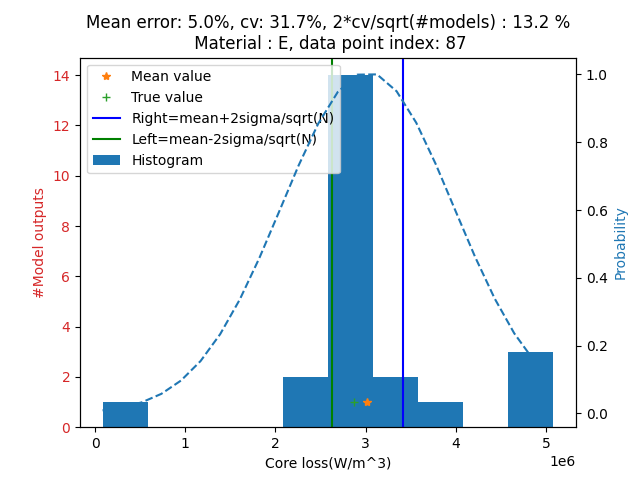 Mean error: 5.0%, cv: 31.7%, 2*cv/sqrt(#models) : 13.2 %
Material : E, data point index: 87
Mean value
True value
Right=mean+2sigma/sqrt(N)
Left=mean-2sigma/sqrt(N)
Histogram
#Model outputs
14
12
10
8
6
4
2
0
1.0
0.8
0.6
0.4
0.2
0.0
Probability
0 1 2 3 4 5
1e6
Core loss(W/m^3)